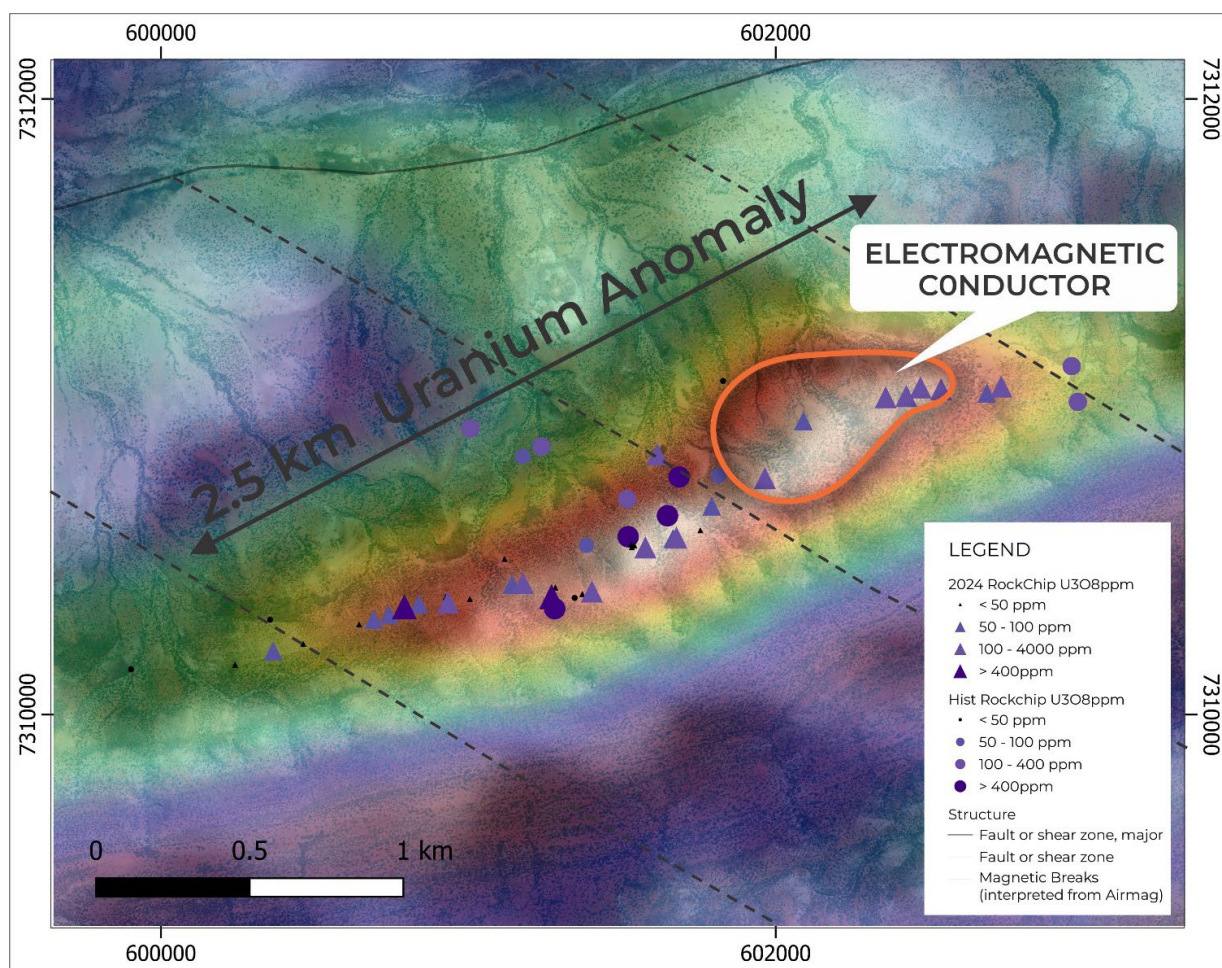 600000
602000
7312000
7312000
2.5 km Uranium Anomaly
ELECTROMAGNETIC
C0NDUCTOR
LEGEND
2024 RockChip U3O8ppm
< 50 ppm
50 - 100 ppm
100 - 4000 ppm
> 400ppm
Hist Rockchip U3O8ppm
< 50 ppm
50 - 100 ppm
100 - 400 ppm
> 400ppm
Structure
Fault or shear zone, major
Fault or shear zone
Magnetic Breaks
(interpreted from Airmag)
7310000
7310000
0
0.5
1 km
600000
602000